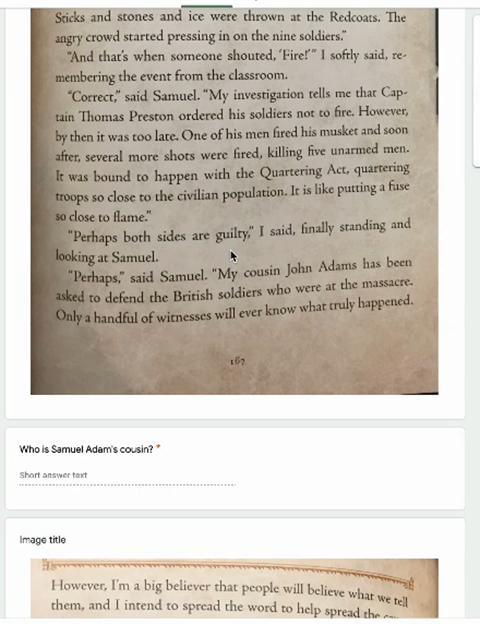 Sticks and stones and ice were thrown at the Redcoats. The
angry crowd started pressing in on the nine soldiers.”
“And that’s when someone shouted, ‘Fire!’” I softly said, re-
membering the event from the classroom.
“Correct,” said Samuel. “My investigation tells me that Cap-
tain Thomas Preston ordered his soldiers not to fire. However,
by then it was too late. One of his men fired his musket and soon
after, several more shots were fired, killing five unarmed men.
It was bound to happen with the Quartering Act, quartering
troops so close to the civilian population. It is like putting a fuse
so close to flame.”
“Perhaps both sides are guilty,” I said, finally standing and
looking at Samuel.
“Perhaps,” said Samuel. “My cousin John Adams has been
asked to defend the British soldiers who were at the massacre.
Only a handful of witnesses will ever know what truly happened.
167
Who is Samuel Adam's cousin? *
Short answer text
Image title
However, I’m a big believer that people will believe what we tell
them, and I intend to spread the word to help spread the